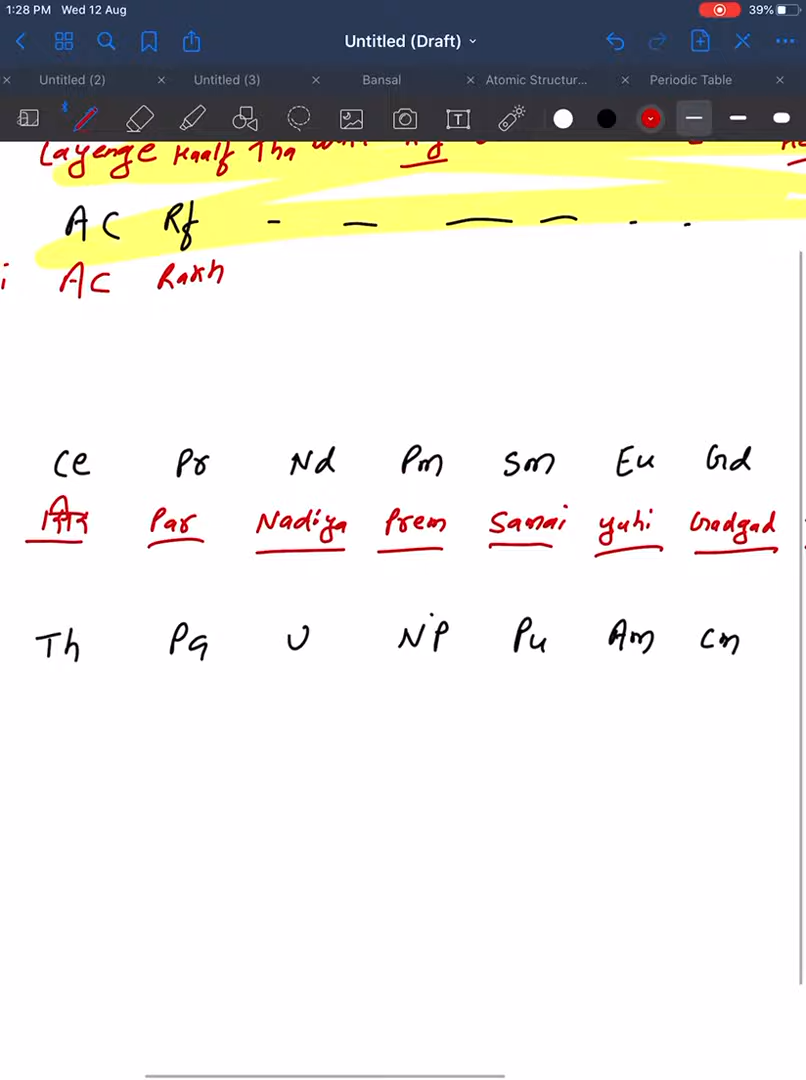 1:28 PM Wed 12 Aug 39%
Untitled (Draft)
Untitled (2) Untitled (3) Bansal Atomic Structur... Periodic Table
T
Layenge Haalf Tha
AC Rf - — — — - -
i AC Rakh
Ce Pr Nd Pm Sm Eu Gd
Par Nadiya Prem Samai yuhi Gadgad
Th Pa U Np Pu Am Cm